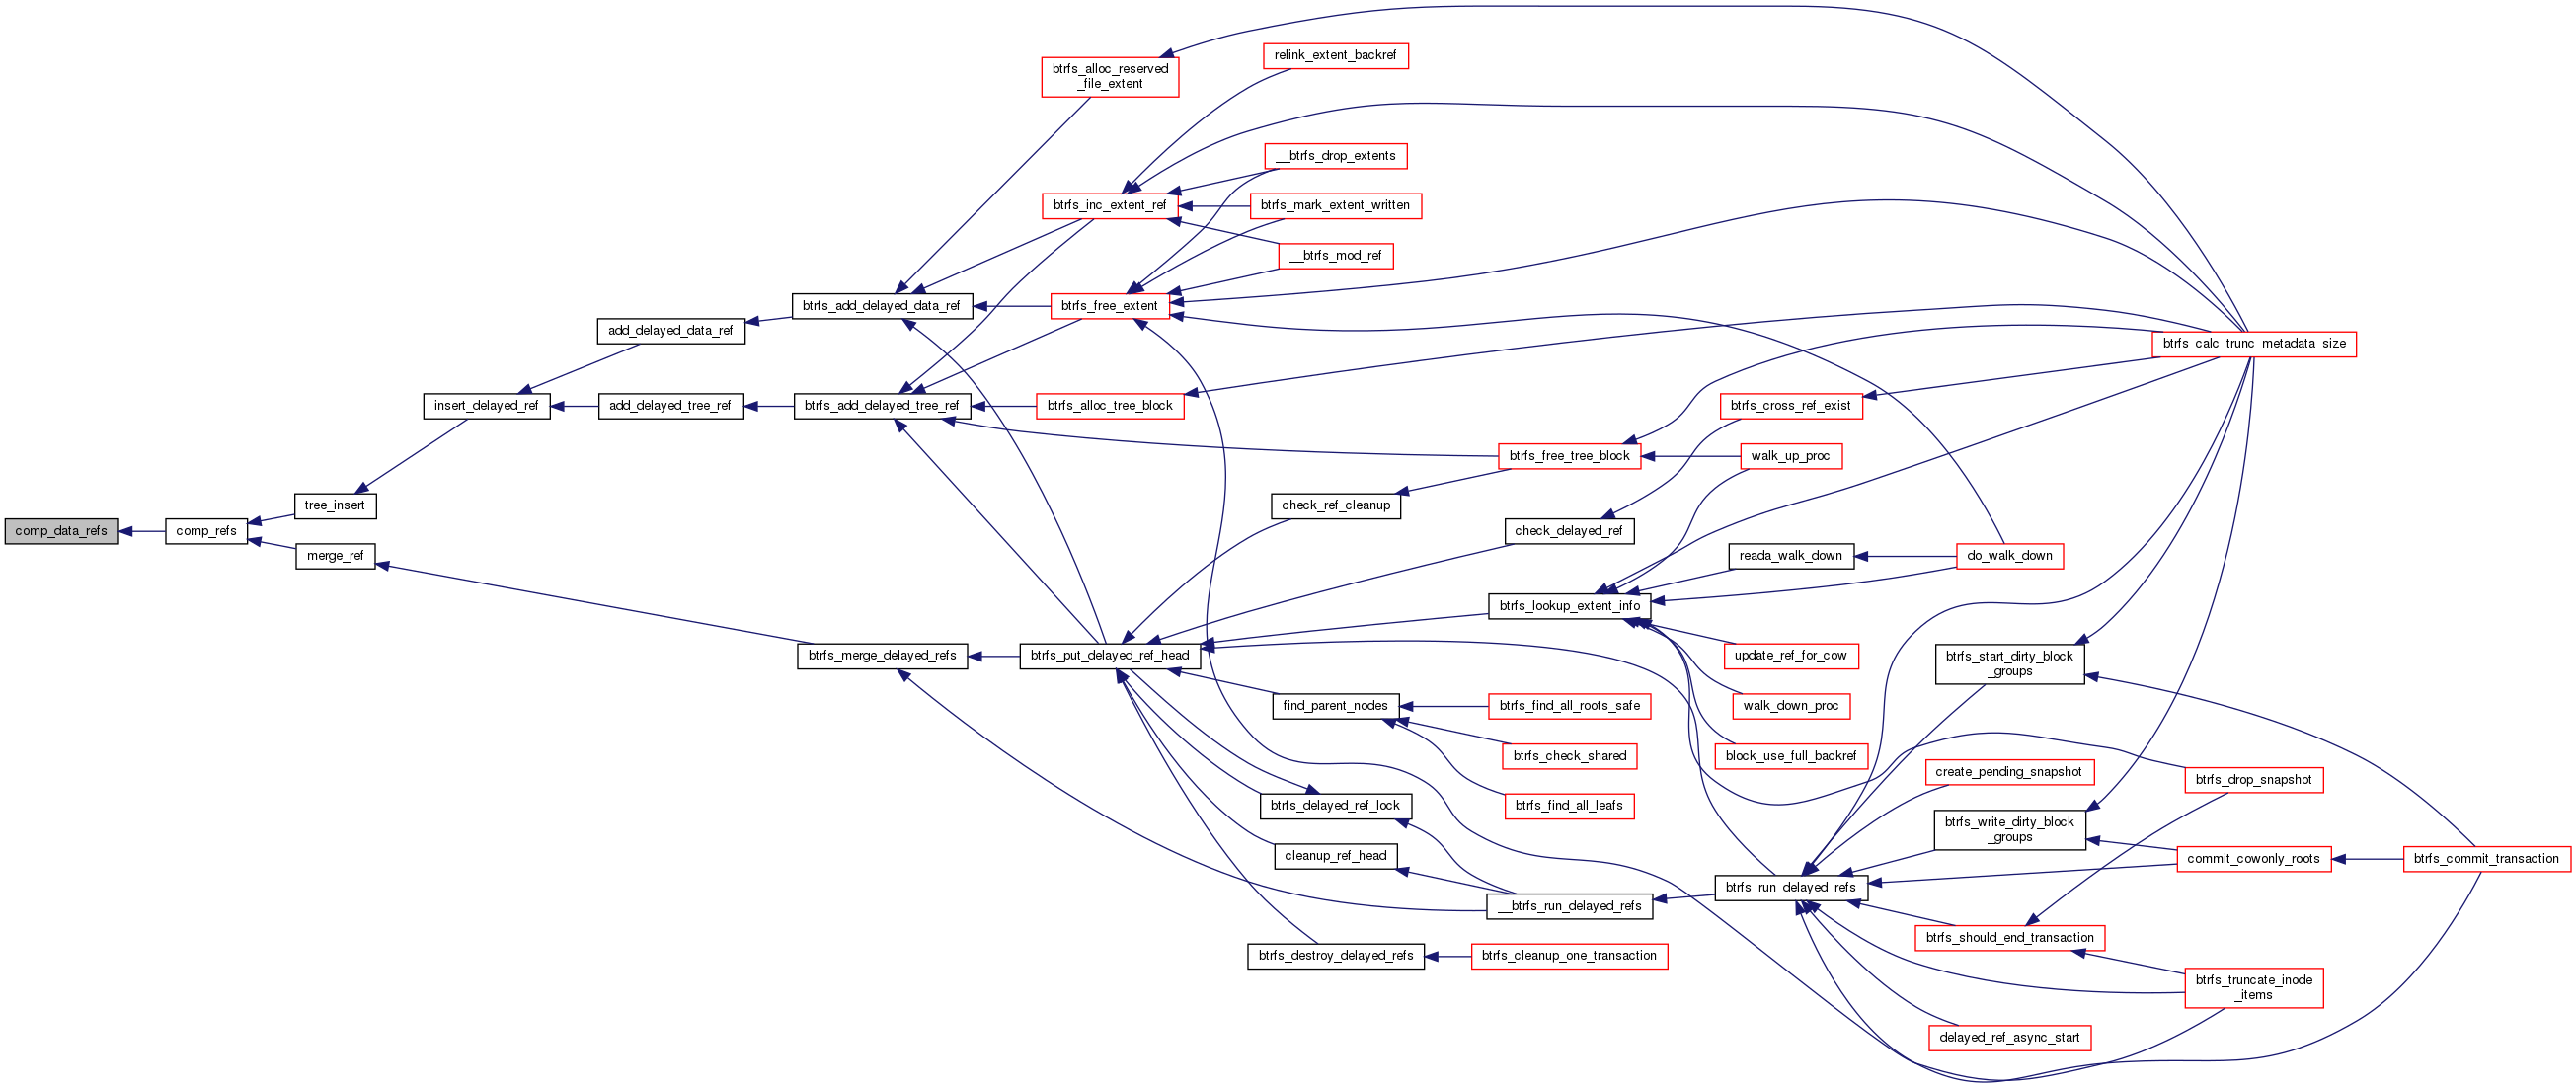 comp_data_refs
comp_refs
tree_insert
merge_ref
insert_delayed_ref
add_delayed_data_ref
add_delayed_tree_ref
btrfs_add_delayed_data_ref
btrfs_add_delayed_tree_ref
btrfs_merge_delayed_refs
btrfs_alloc_reserved
_file_extent
btrfs_inc_extent_ref
btrfs_free_extent
btrfs_alloc_tree_block
btrfs_put_delayed_ref_head
relink_extent_backref
__btrfs_drop_extents
btrfs_mark_extent_written
__btrfs_mod_ref
check_ref_cleanup
find_parent_nodes
btrfs_delayed_ref_lock
cleanup_ref_head
btrfs_destroy_delayed_refs
btrfs_free_tree_block
check_delayed_ref
btrfs_lookup_extent_info
btrfs_find_all_roots_safe
btrfs_check_shared
btrfs_find_all_leafs
__btrfs_run_delayed_refs
btrfs_cleanup_one_transaction
btrfs_cross_ref_exist
walk_up_proc
reada_walk_down
update_ref_for_cow
walk_down_proc
block_use_full_backref
btrfs_run_delayed_refs
do_walk_down
btrfs_start_dirty_block
_groups
create_pending_snapshot
btrfs_write_dirty_block
_groups
btrfs_should_end_transaction
delayed_ref_async_start
btrfs_calc_trunc_metadata_size
btrfs_drop_snapshot
commit_cowonly_roots
btrfs_truncate_inode
_items
btrfs_commit_transaction